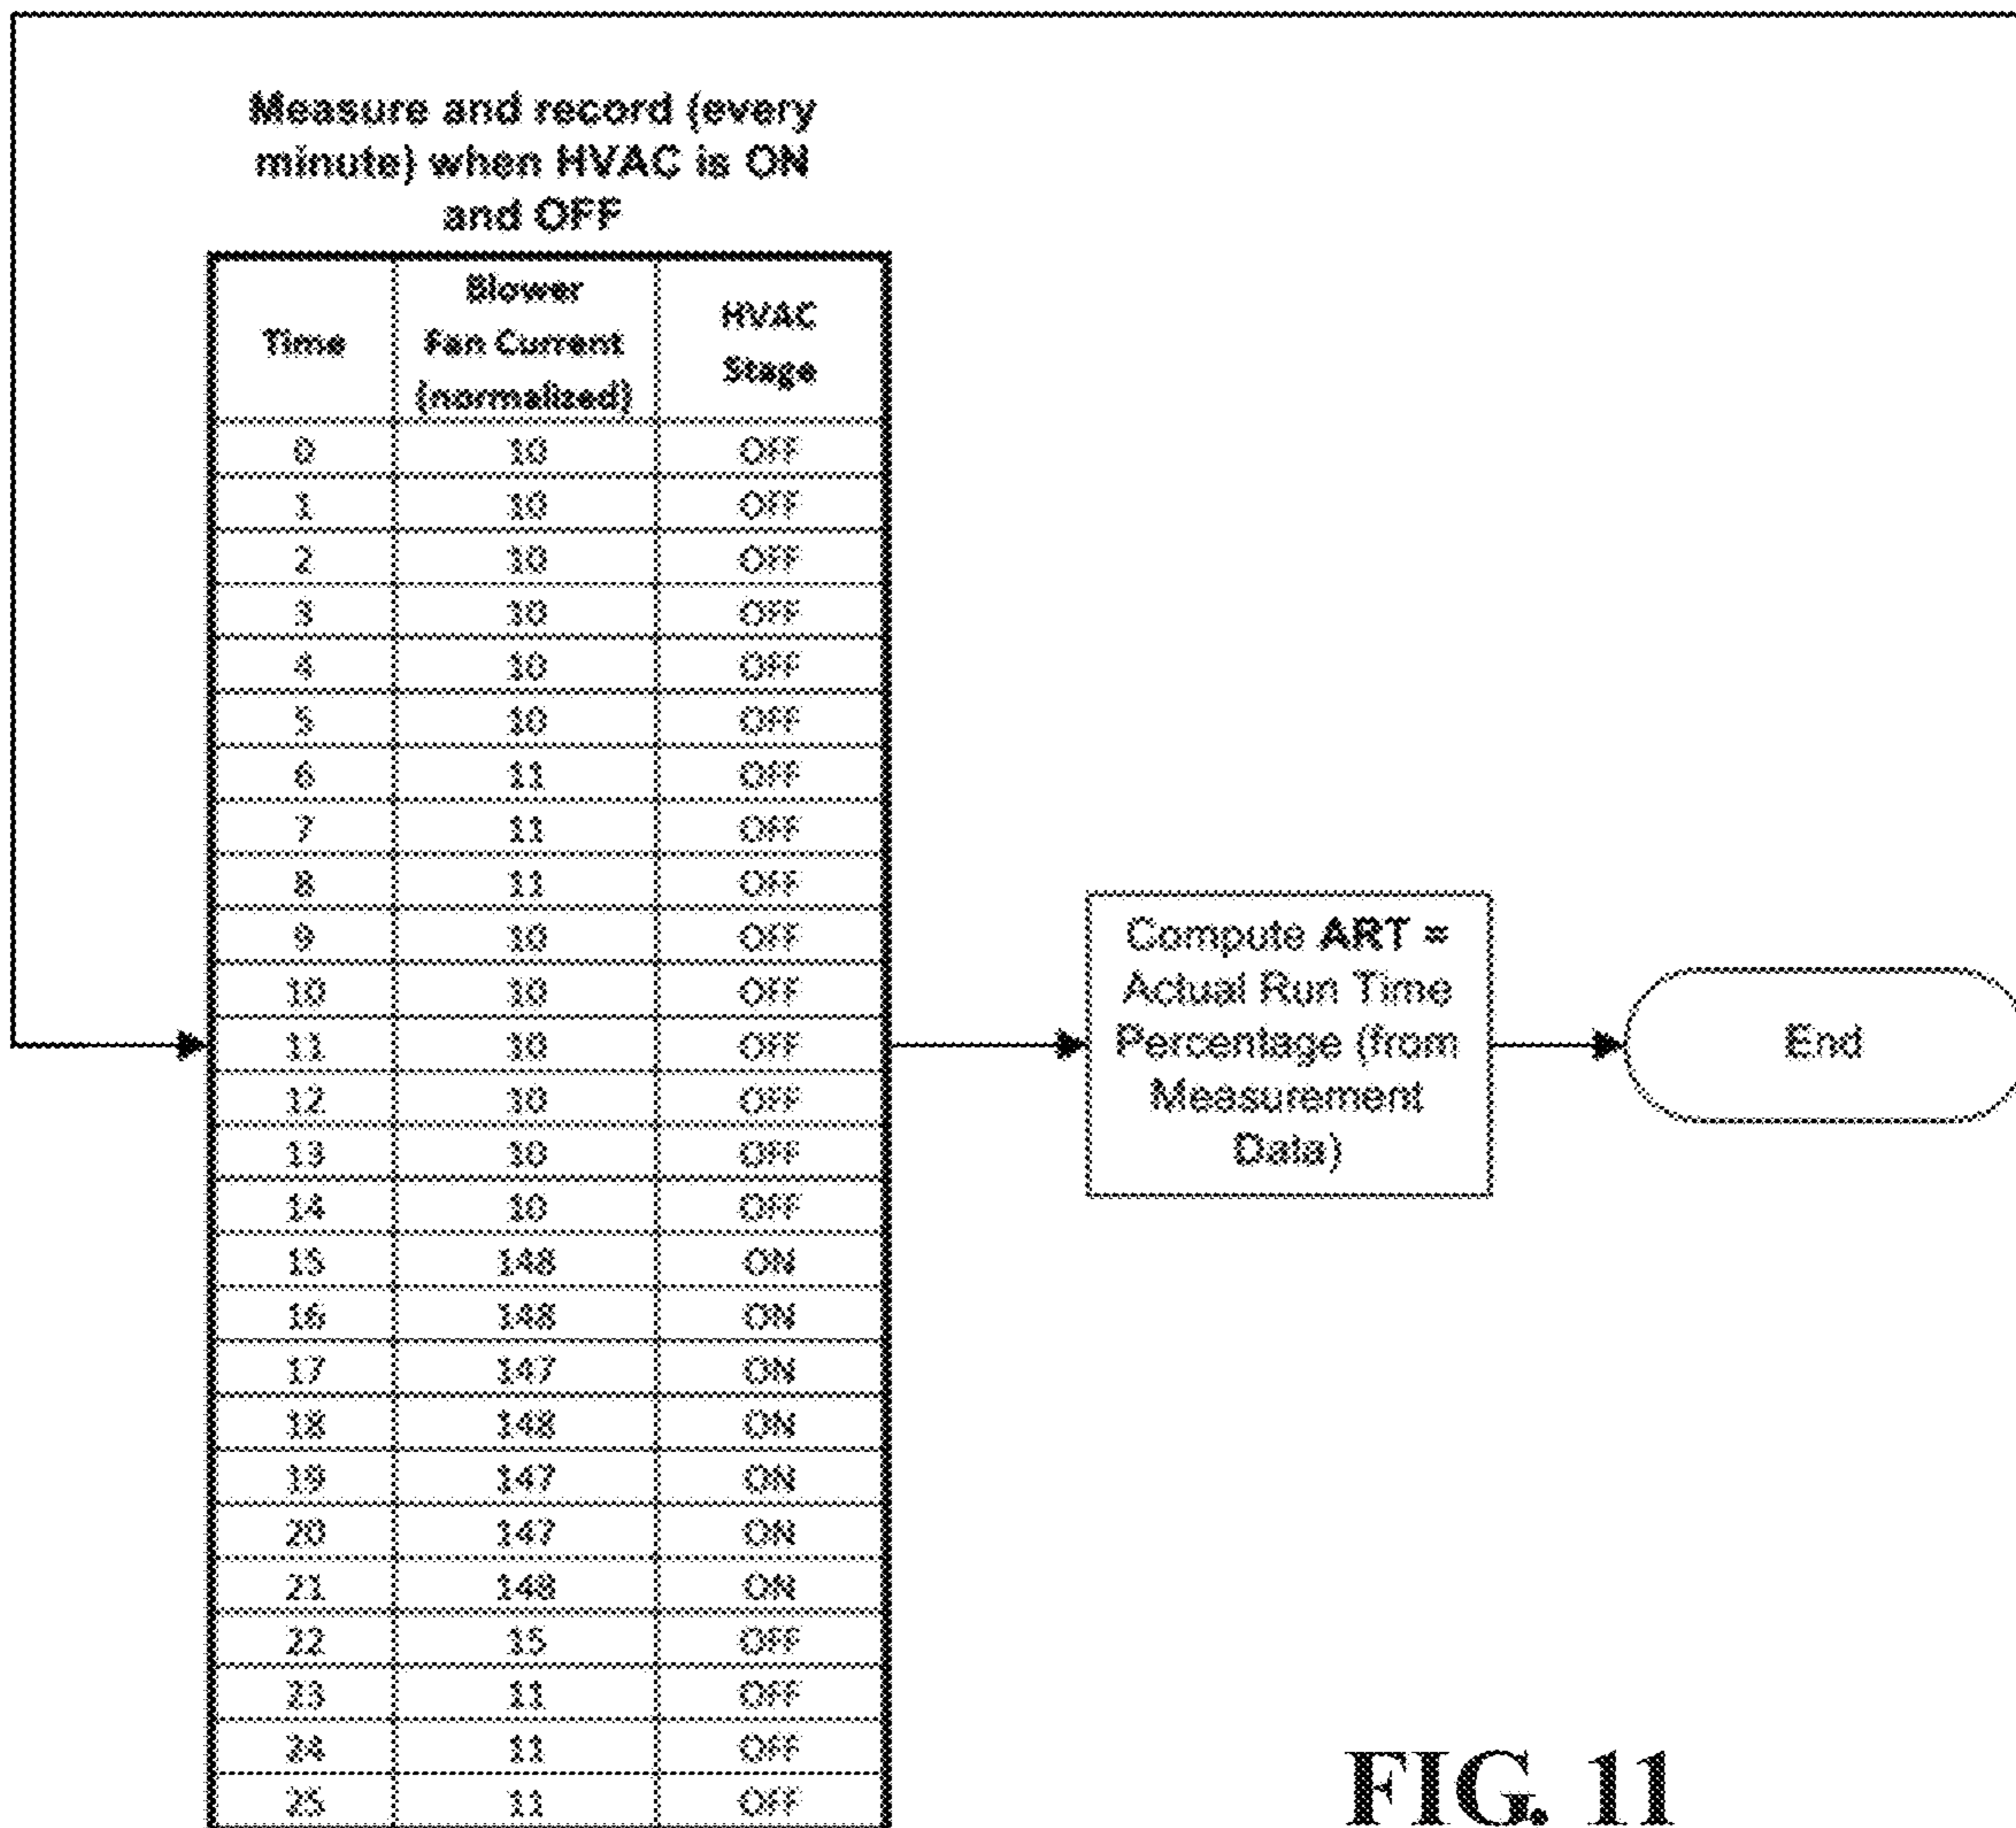 Measure and record (every
minute) when HVAC is ON
and OFF
Time Blower Fan Current (normalized) HVAC Stage
0 10 OFF
1 10 OFF
2 10 OFF
3 10 OFF
4 10 OFF
5 10 OFF
6 11 OFF
7 11 OFF
8 11 OFF
9 10 OFF
10 10 OFF
11 10 OFF
12 10 OFF
13 10 OFF
14 10 OFF
15 148 ON
16 148 ON
17 147 ON
18 148 ON
19 147 ON
20 147 ON
21 148 ON
22 15 OFF
23 11 OFF
24 11 OFF
25 11 OFF
Compute ART =
Actual Run Time
Percentage (from
Measurement
Data)
End
FIG. 11